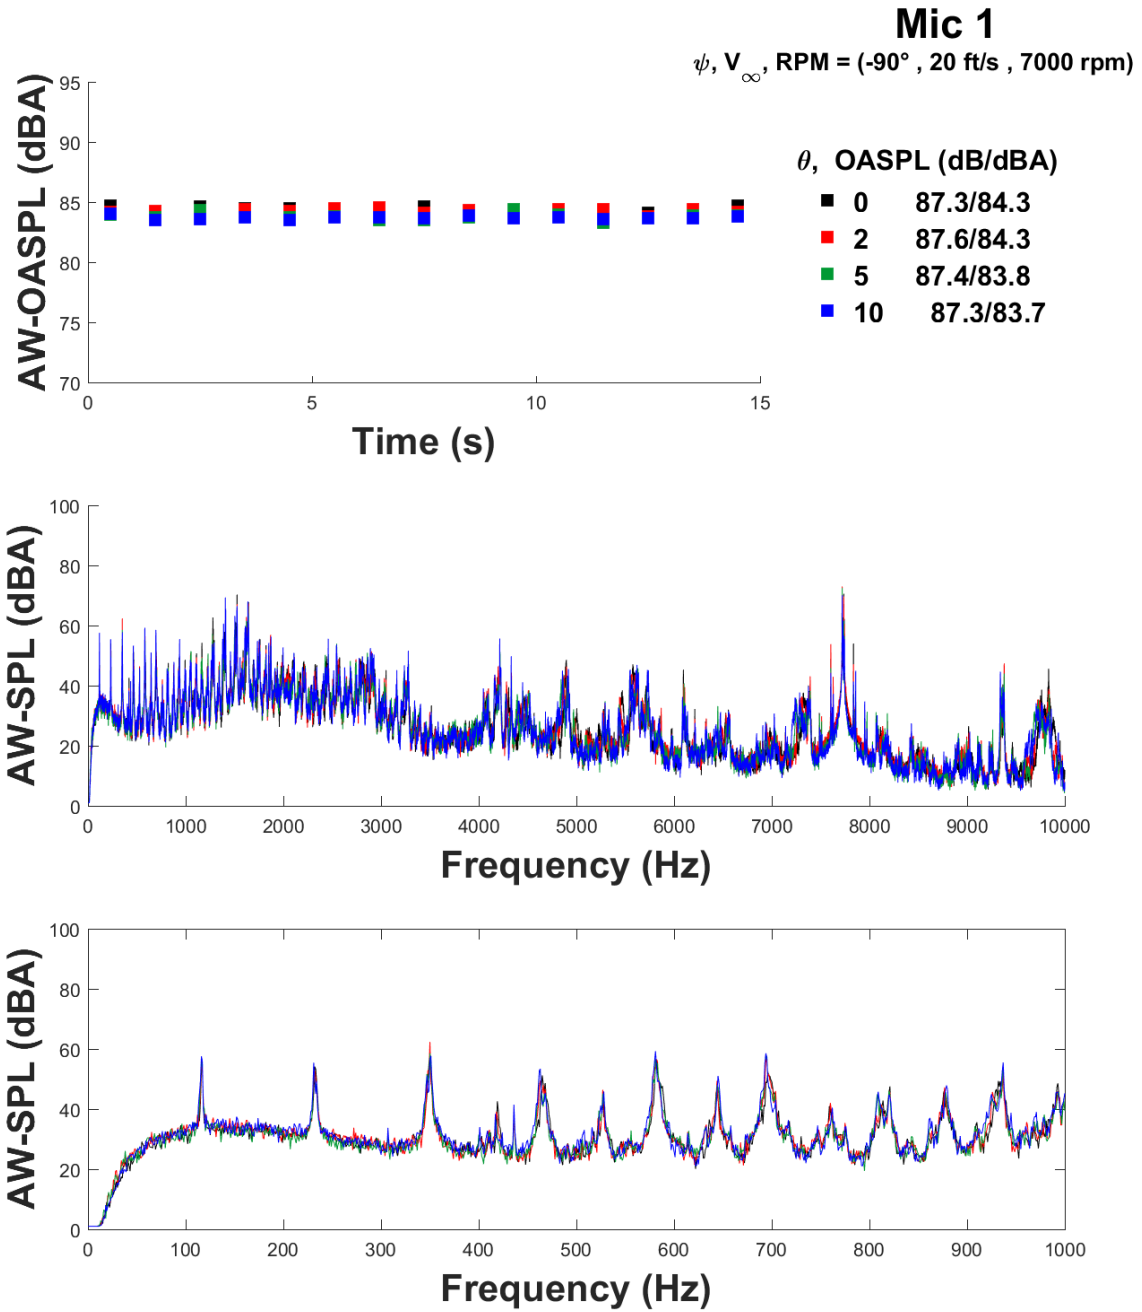 Mic 1
ψ, V∞, RPM = (-90° , 20 ft/s , 7000 rpm)
95
90
85
80
75
70
AW-OASPL (dBA)
0 5 10 15
Time (s)
θ, OASPL (dB/dBA)
0 87.3/84.3
2 87.6/84.3
5 87.4/83.8
10 87.3/83.7
100
80
60
40
20
0
AW-SPL (dBA)
0 1000 2000 3000 4000 5000 6000 7000 8000 9000 10000
Frequency (Hz)
100
80
60
40
20
0
AW-SPL (dBA)
0 100 200 300 400 500 600 700 800 900 1000
Frequency (Hz)